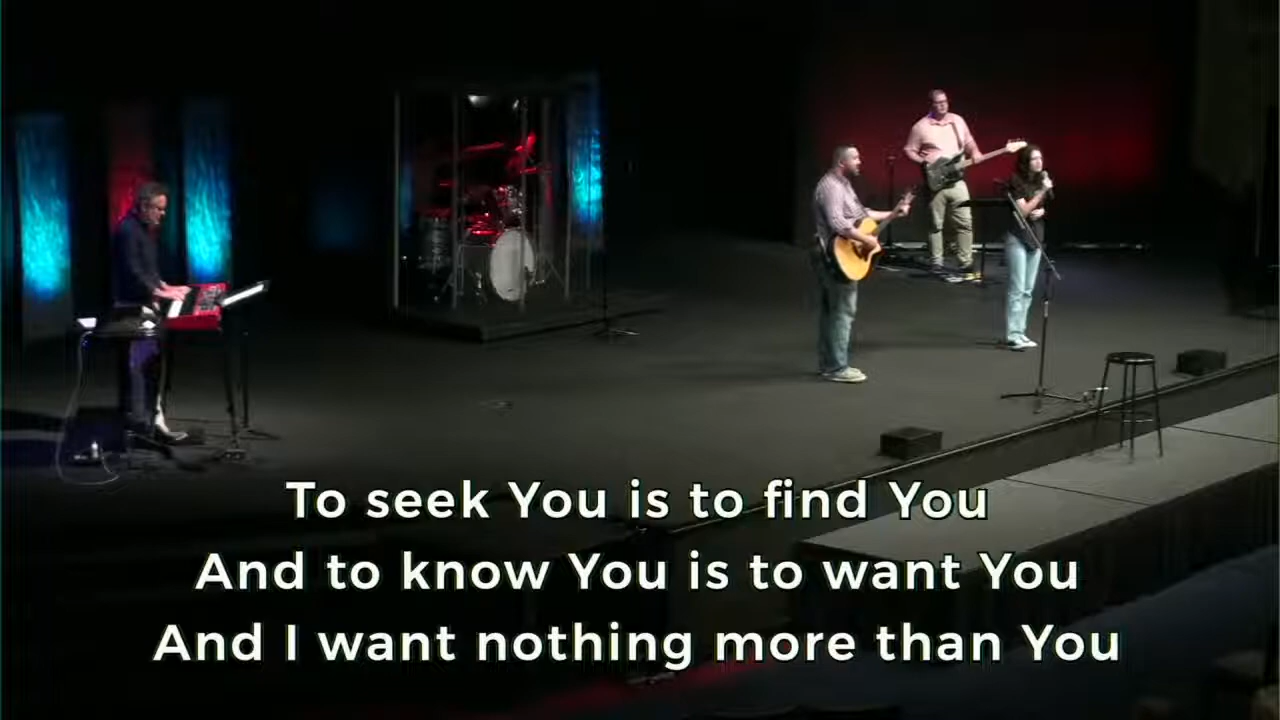 To seek You is to find You
And to know You is to want You
And I want nothing more than You